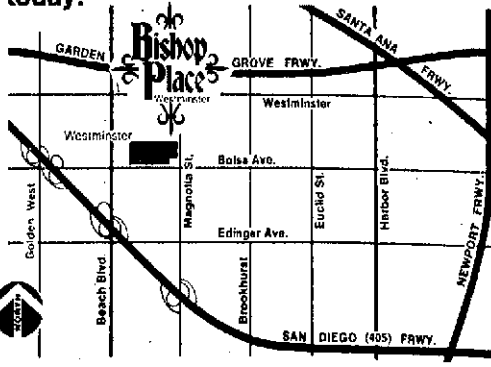 today.
GARDEN
GROVE FRWY.
Bishop
Place
Westminster
SANTA ANA
FRWY.
Westminster
Westminster
Bolsa Ave.
Golden West
Beach Blvd.
Magnolia St.
Brookhurst
Euclid St.
Harbor Blvd.
NEWPORT FRWY.
Edinger Ave.
NORTH
SAN DIEGO (405) FRWY.